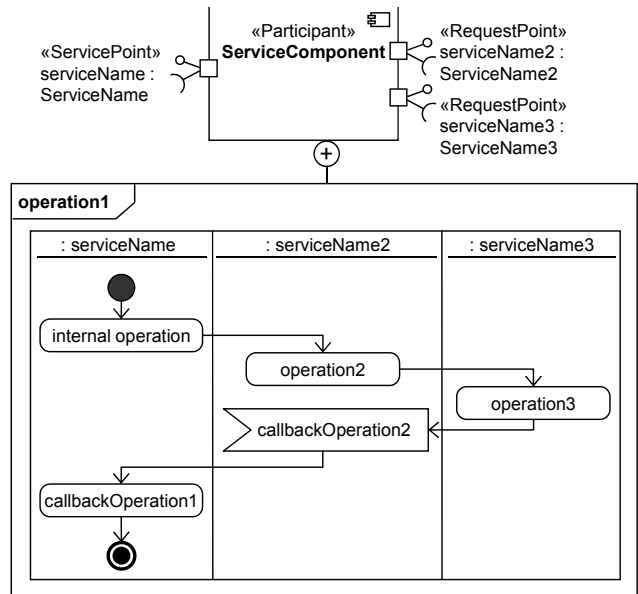 «ServicePoint»
serviceName :
ServiceName
«Participant»
ServiceComponent
«RequestPoint»
serviceName2 :
ServiceName2
«RequestPoint»
serviceName3 :
ServiceName3
+
operation1
: serviceName
: serviceName2
: serviceName3
internal operation
operation2
operation3
callbackOperation2
callbackOperation1